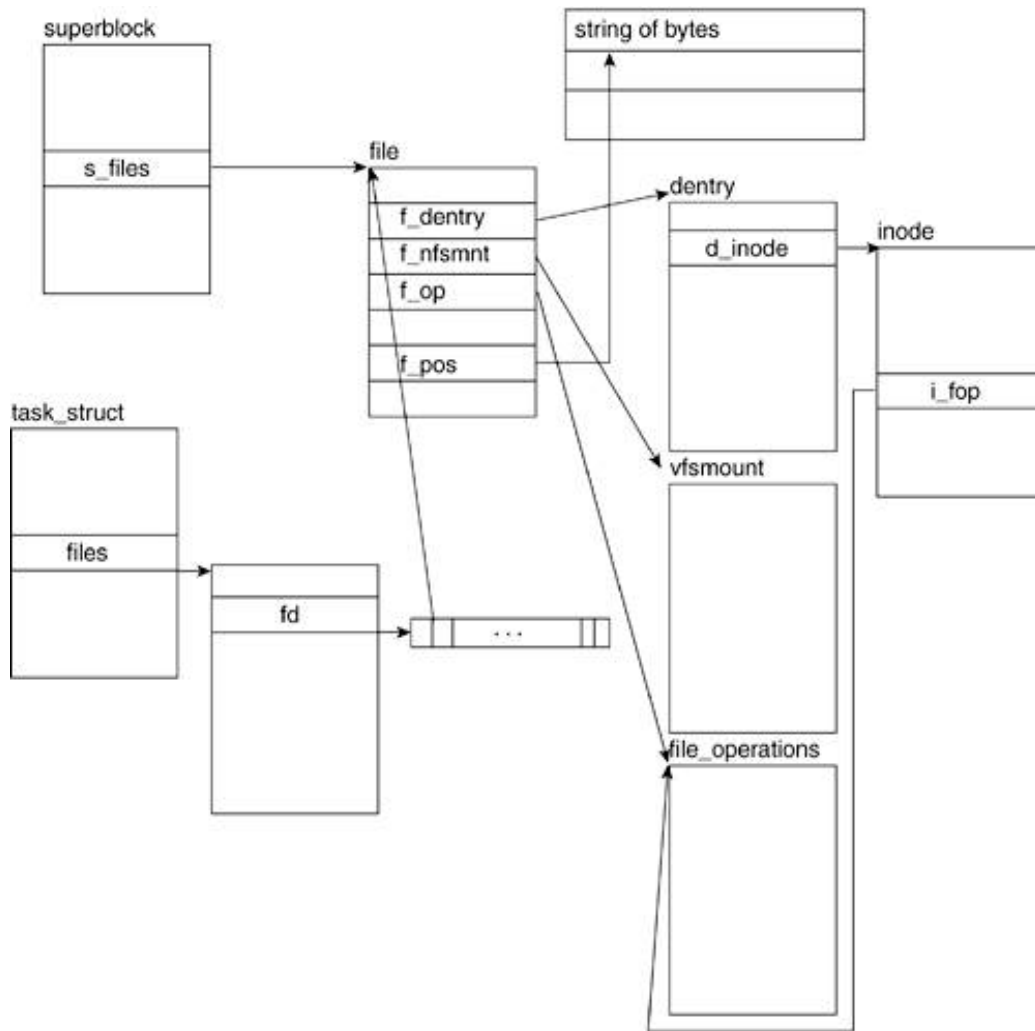 superblock
s_files
string of bytes
file
f_dentry
f_nfsmnt
f_op
f_pos
dentry
d_inode
inode
i_fop
task_struct
files
fd
...
vfsmount
file_operations